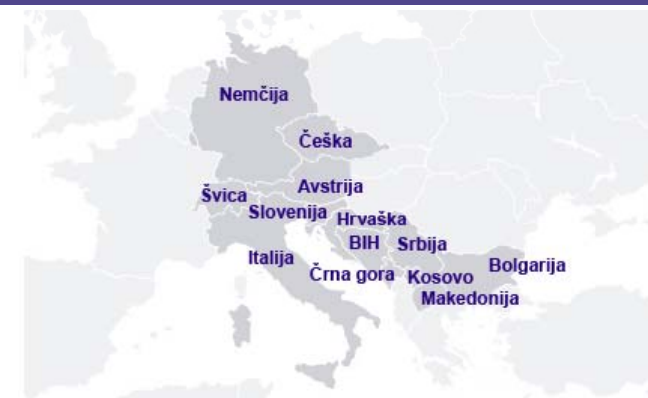 Nemčija
Češka
Avstrija
Švica
Slovenija
Hrvaška
BIH
Srbija
Italija
Bolgarija
Črna gora
Kosovo
Makedonija